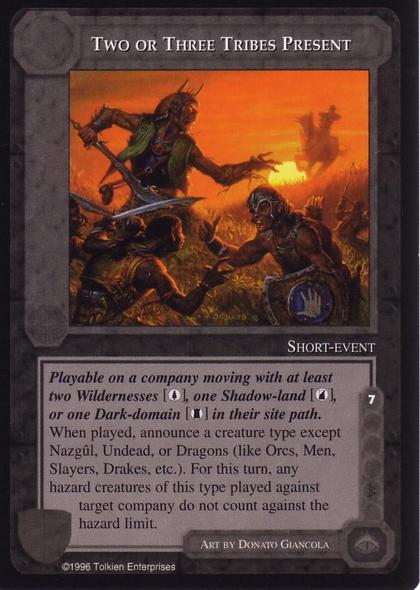 Two or Three Tribes Present
DONATO
Short-event
Playable on a company moving with at least
two Wildernesses [ ], one Shadow-land [ ],
or one Dark-domain [ ] in their site path.
7
When played, announce a creature type except
Nazgûl, Undead, or Dragons (like Orcs, Men,
Slayers, Drakes, etc.). For this turn, any
hazard creatures of this type played against
target company do not count against the
hazard limit.
Art by Donato Giancola
©1996 Tolkien Enterprises